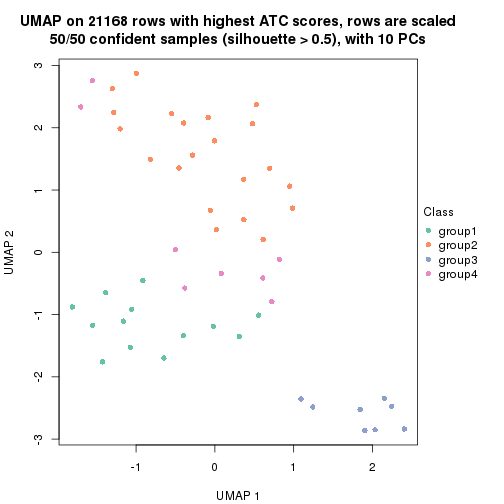 UMAP on 21168 rows with highest ATC scores, rows are scaled
50/50 confident samples (silhouette > 0.5), with 10 PCs
3
2
1
0
-1
-2
-3
UMAP 2
-1
0
1
2
UMAP 1
Class
group1
group2
group3
group4